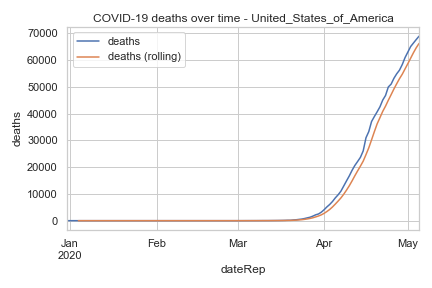 COVID-19 deaths over time - United_States_of_America
deaths
deaths (rolling)
deaths
70000
60000
50000
40000
30000
20000
10000
0
Jan
2020
Feb
Mar
Apr
May
dateRep